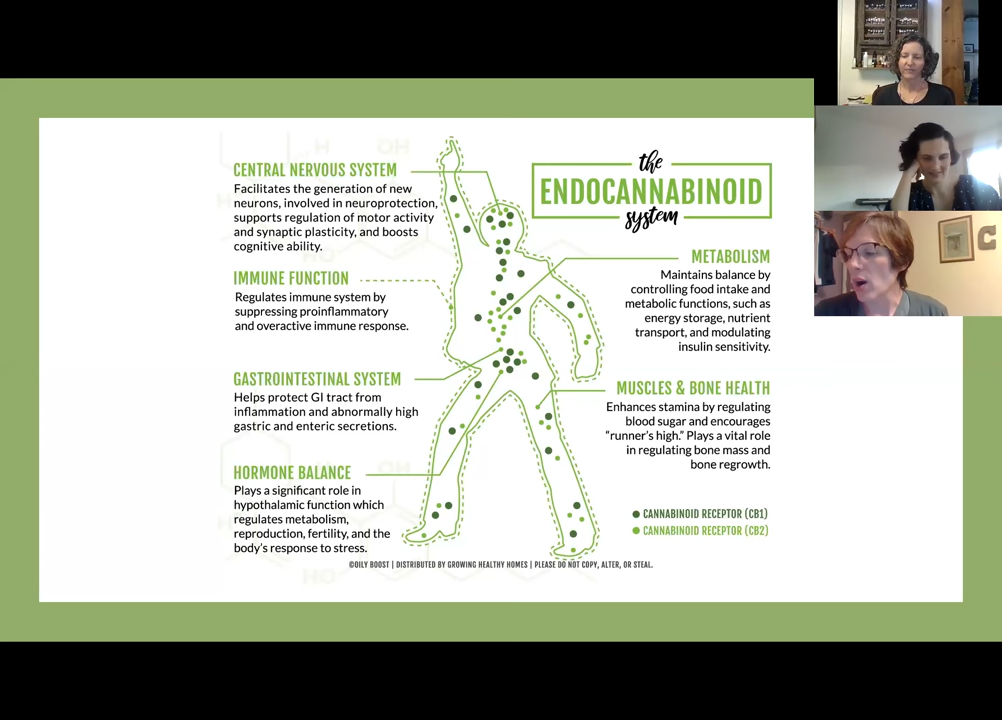 the
ENDOCANNABINOID
system
CENTRAL NERVOUS SYSTEM
Facilitates the generation of new
neurons, involved in neuroprotection,
supports regulation of motor activity
and synaptic plasticity, and boosts
cognitive ability.
IMMUNE FUNCTION
Regulates immune system by
suppressing proinflammatory
and overactive immune response.
GASTROINTESTINAL SYSTEM
Helps protect GI tract from
inflammation and abnormally high
gastric and enteric secretions.
HORMONE BALANCE
Plays a significant role in
hypothalamic function which
regulates metabolism,
reproduction, fertility, and the
body's response to stress.
METABOLISM
Maintains balance by
controlling food intake and
metabolic functions, such as
energy storage, nutrient
transport, and modulating
insulin sensitivity.
MUSCLES & BONE HEALTH
Enhances stamina by regulating
blood sugar and encourages
“runner's high.” Plays a vital role
in regulating bone mass and
bone regrowth.
CANNABINOID RECEPTOR (CB1)
CANNABINOID RECEPTOR (CB2)
©OILY BOOST | DISTRIBUTED BY GROWING HEALTHY HOMES | PLEASE DO NOT COPY, ALTER, OR STEAL.
H
OH
OH
HO
C